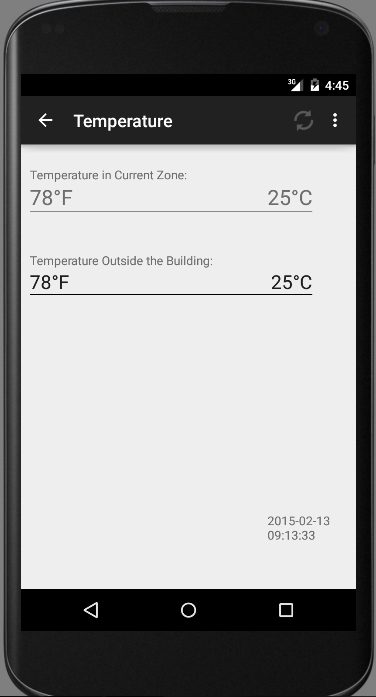 3G 4:45
Temperature
Temperature in Current Zone:
78°F 25°C
Temperature Outside the Building:
78°F 25°C
2015-02-13
09:13:33